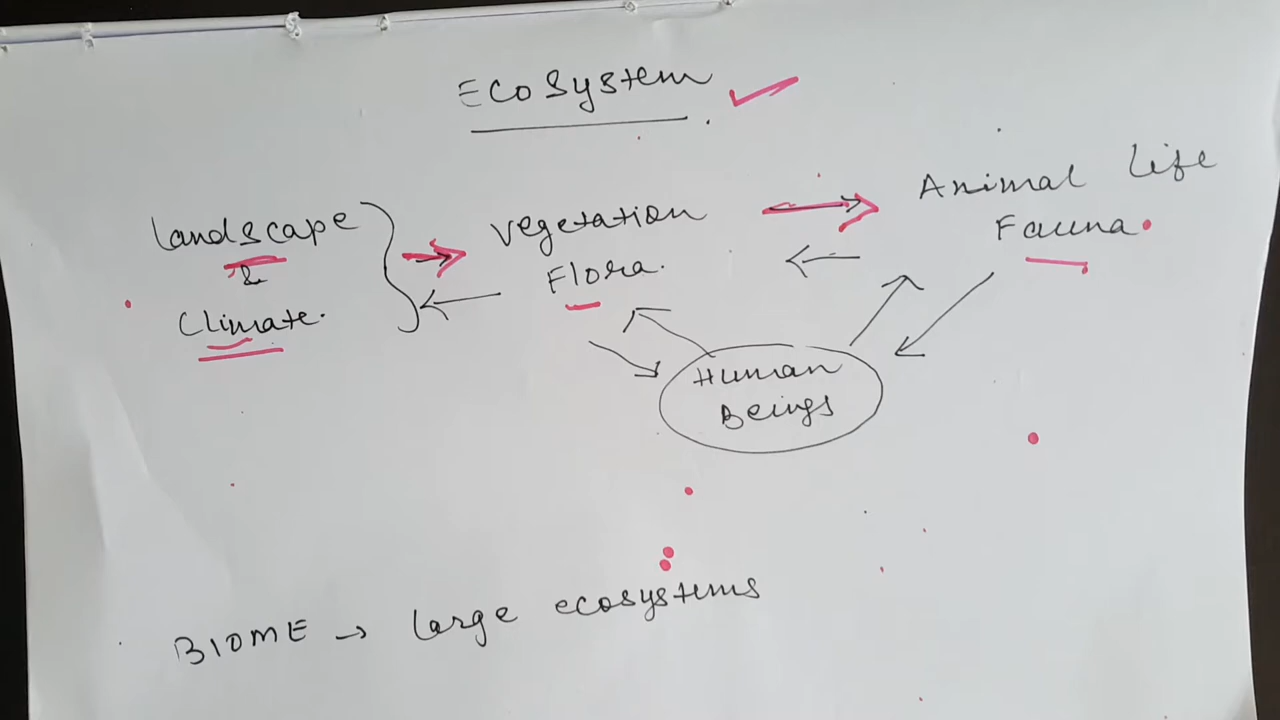 Ecosystem
Landscape
&
Climate.
Vegetation
Flora.
Animal life
Fauna.
Human
Beings
BIOME → large ecosystems